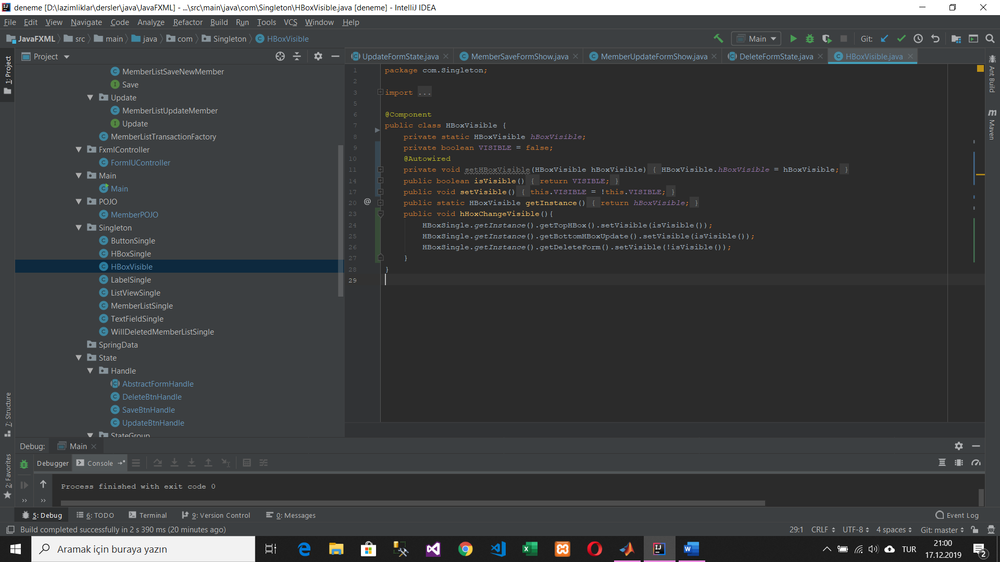 deneme [D:\lazimliklar\dersler\java\JavaFXML] - ...\src\main\java\com\Singleton\HBoxVisible.java [deneme] - IntelliJ IDEA
File Edit View Navigate Code Analyze Refactor Build Run Tools VCS Window Help
JavaFXML src main java com Singleton HBoxVisible Main Git:
1: Project
Project
UpdateFormState.java MemberSaveFormShow.java MemberUpdateFormShow.java DeleteFormState.java HBoxVisible.java
MemberListSaveNewMember
Save
Update
MemberListUpdateMember
Update
MemberListTransactionFactory
FxmlController
FormIUController
Main
Main
POJO
MemberPOJO
Singleton
ButtonSingle
HBoxSingle
HBoxVisible
LabelSingle
ListViewSingle
MemberListSingle
TextFieldSingle
WillDeletedMemberListSingle
SpringData
State
Handle
AbstractFormHandle
DeleteBtnHandle
SaveBtnHandle
UpdateBtnHandle
StateGroup
1 package com.Singleton;
2
3 import ...
5
6 @Component
7 public class HBoxVisible {
8 private static HBoxVisible hBoxVisible;
9 private boolean VISIBLE = false;
10 @Autowired
11 private void setHBoxVisible(HBoxVisible hBoxVisible) { HBoxVisible.hBoxVisible = hBoxVisible; }
14 public boolean isVisible() { return VISIBLE; }
17 public void setVisible() { this.VISIBLE = !this.VISIBLE; }
20 @ public static HBoxVisible getInstance() { return hBoxVisible; }
23 public void hHoxChangeVisible(){
24 HBoxSingle.getInstance().getTopHBox().setVisible(isVisible());
25 HBoxSingle.getInstance().getBottomHBoxUpdate().setVisible(isVisible());
26 HBoxSingle.getInstance().getDeleteForm().setVisible(!isVisible());
27 }
28 }
29
Ant Build
m Maven
7: Structure
2: Favorites
Debug: Main
Debugger Console
Process finished with exit code 0
5: Debug 6: TODO Terminal 9: Version Control 0: Messages Event Log
Build completed successfully in 2 s 390 ms (20 minutes ago) 29:1 CRLF UTF-8 4 spaces Git: master
Aramak için buraya yazın
TUR
21:00
17.12.2019
2